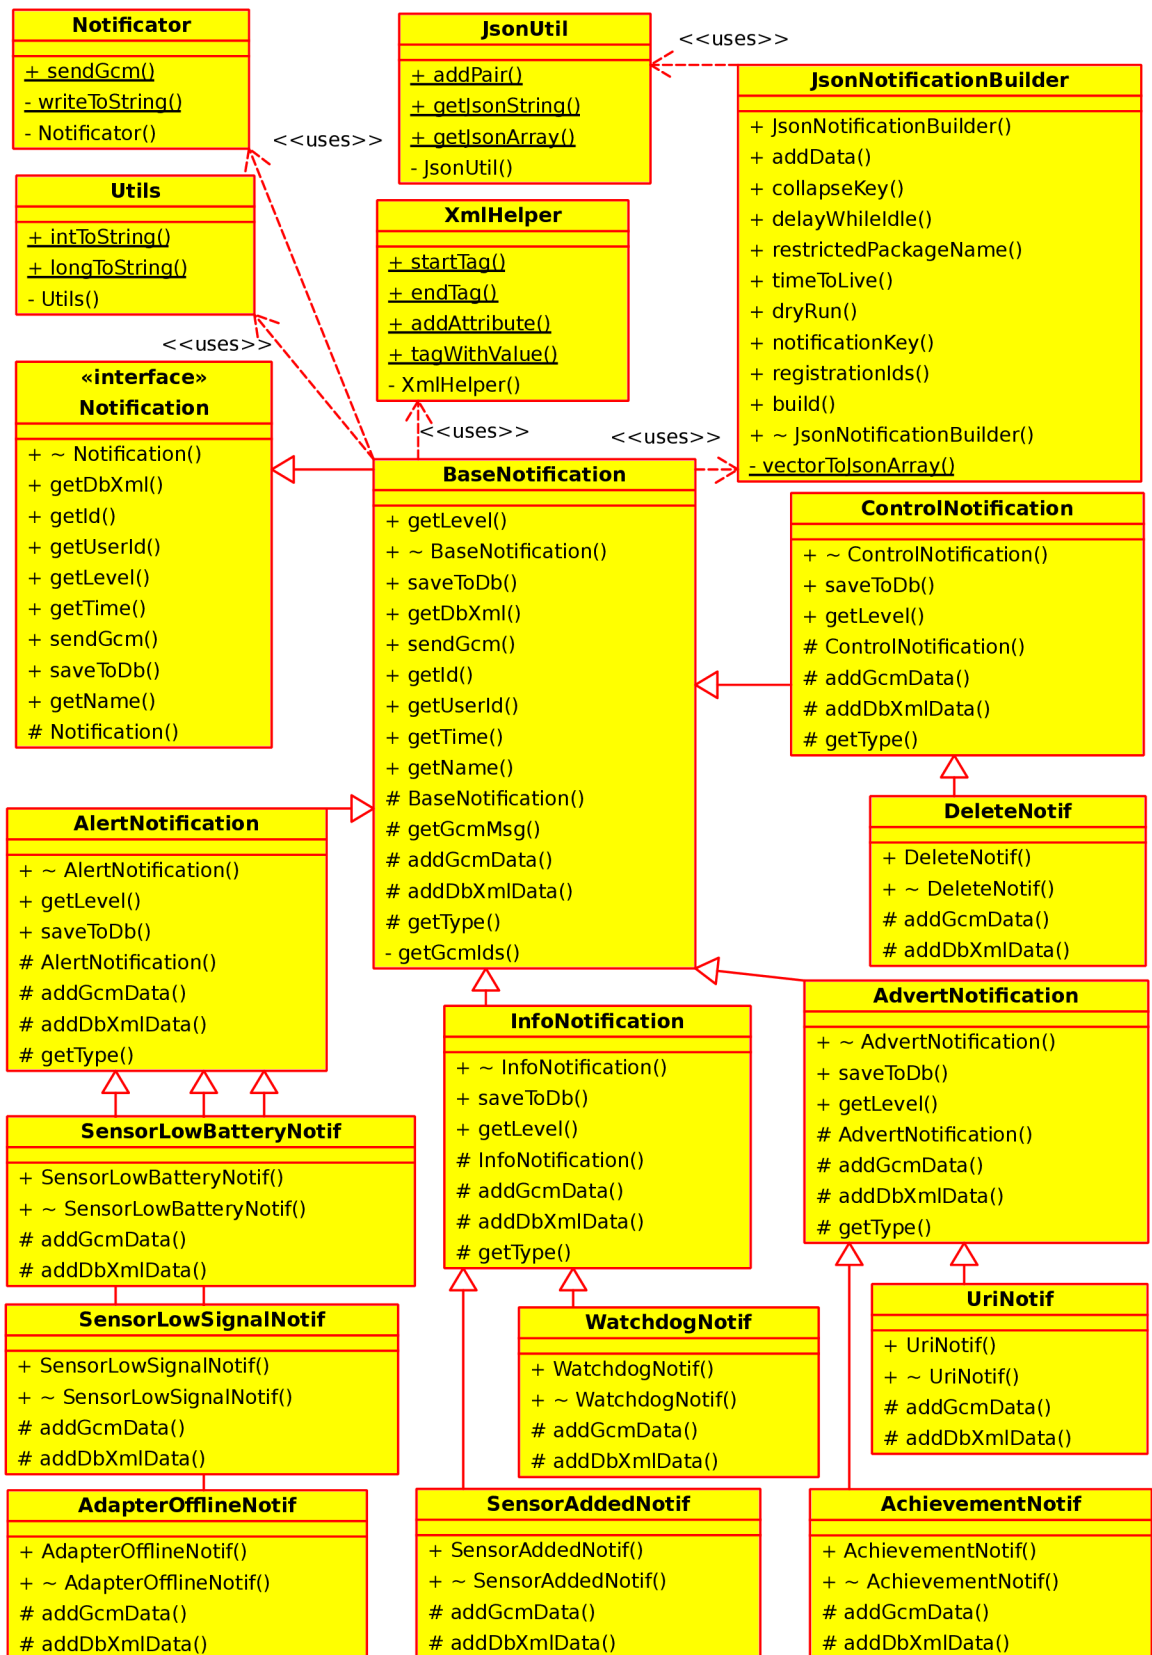 Notificator
+ sendGcm()
- writeToString()
- Notificator()
<<uses>>
JsonUtil
+ addPair()
+ getJsonString()
+ getJsonArray()
- JsonUtil()
<<uses>>
JsonNotificationBuilder
+ JsonNotificationBuilder()
+ addData()
+ collapseKey()
+ delayWhileIdle()
+ restrictedPackageName()
+ timeToLive()
+ dryRun()
+ notificationKey()
+ registrationIds()
+ build()
+ ~ JsonNotificationBuilder()
- vectorToJsonArray()
Utils
+ intToString()
+ longToString()
- Utils()
<<uses>>
XmlHelper
+ startTag()
+ endTag()
+ addAttribute()
+ tagWithValue()
- XmlHelper()
<<uses>>
<<uses>>
«interface»
Notification
+ ~ Notification()
+ getDbXml()
+ getId()
+ getUserId()
+ getLevel()
+ getTime()
+ sendGcm()
+ saveToDb()
+ getName()
# Notification()
BaseNotification
+ getLevel()
+ ~ BaseNotification()
+ saveToDb()
+ getDbXml()
+ sendGcm()
+ getId()
+ getUserId()
+ getTime()
+ getName()
# BaseNotification()
# getGcmMsg()
# addGcmData()
# addDbXmlData()
# getType()
- getGcmIds()
ControlNotification
+ ~ ControlNotification()
+ saveToDb()
+ getLevel()
# ControlNotification()
# addGcmData()
# addDbXmlData()
# getType()
DeleteNotif
+ DeleteNotif()
+ ~ DeleteNotif()
# addGcmData()
# addDbXmlData()
AlertNotification
+ ~ AlertNotification()
+ getLevel()
+ saveToDb()
# AlertNotification()
# addGcmData()
# addDbXmlData()
# getType()
InfoNotification
+ ~ InfoNotification()
+ saveToDb()
+ getLevel()
# InfoNotification()
# addGcmData()
# addDbXmlData()
# getType()
AdvertNotification
+ ~ AdvertNotification()
+ saveToDb()
+ getLevel()
# AdvertNotification()
# addGcmData()
# addDbXmlData()
# getType()
SensorLowBatteryNotif
+ SensorLowBatteryNotif()
+ ~ SensorLowBatteryNotif()
# addGcmData()
# addDbXmlData()
SensorLowSignalNotif
+ SensorLowSignalNotif()
+ ~ SensorLowSignalNotif()
# addGcmData()
# addDbXmlData()
WatchdogNotif
+ WatchdogNotif()
+ ~ WatchdogNotif()
# addGcmData()
# addDbXmlData()
UriNotif
+ UriNotif()
+ ~ UriNotif()
# addGcmData()
# addDbXmlData()
AdapterOfflineNotif
+ AdapterOfflineNotif()
+ ~ AdapterOfflineNotif()
# addGcmData()
# addDbXmlData()
SensorAddedNotif
+ SensorAddedNotif()
+ ~ SensorAddedNotif()
# addGcmData()
# addDbXmlData()
AchievementNotif
+ AchievementNotif()
+ ~ AchievementNotif()
# addGcmData()
# addDbXmlData()